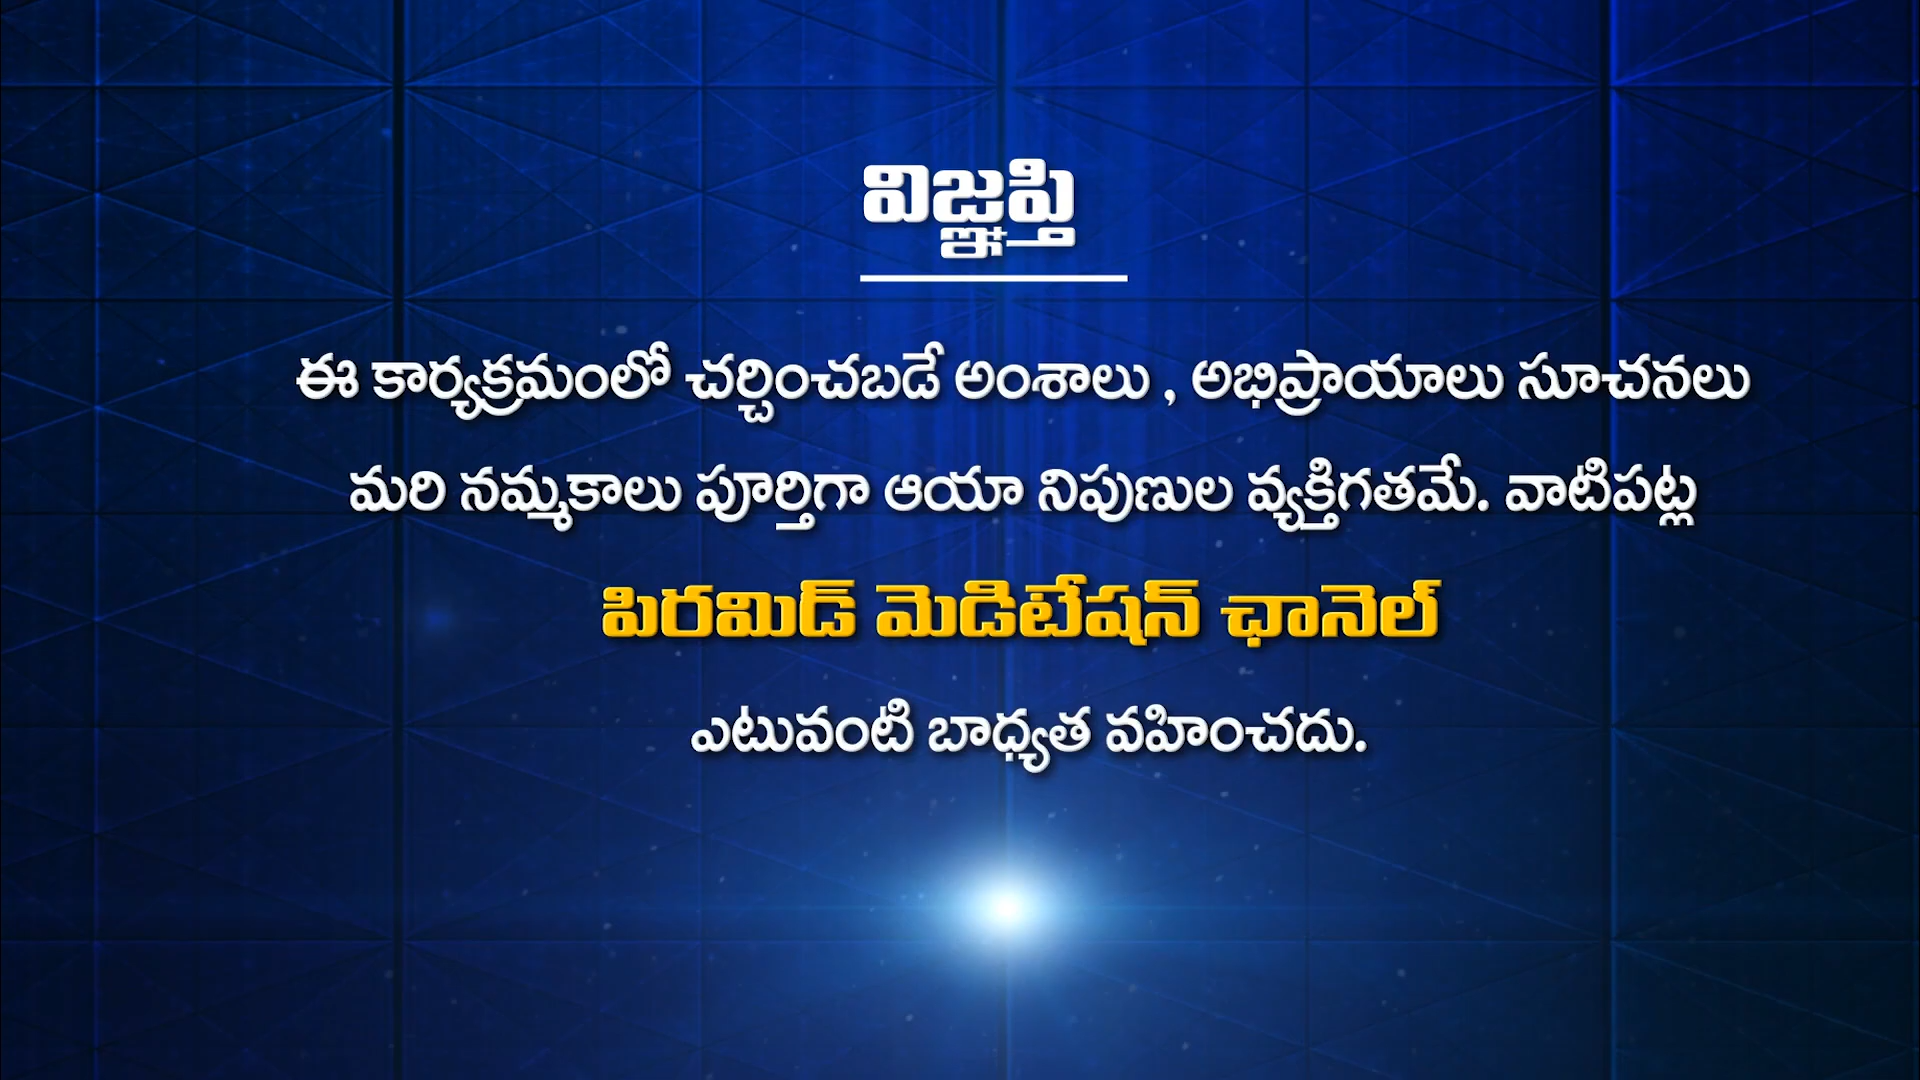 విజ్ఞప్తి
ఈ కార్యక్రమంలో చర్చించబడే అంశాలు , అభిప్రాయాలు సూచనలు
మరి నమ్మకాలు పూర్తిగా ఆయా నిపుణుల వ్యక్తిగతమే. వాటిపట్ల
పిరమిడ్ మెడిటేషన్ ఛానెల్
ఎటువంటి బాధ్యత వహించదు.